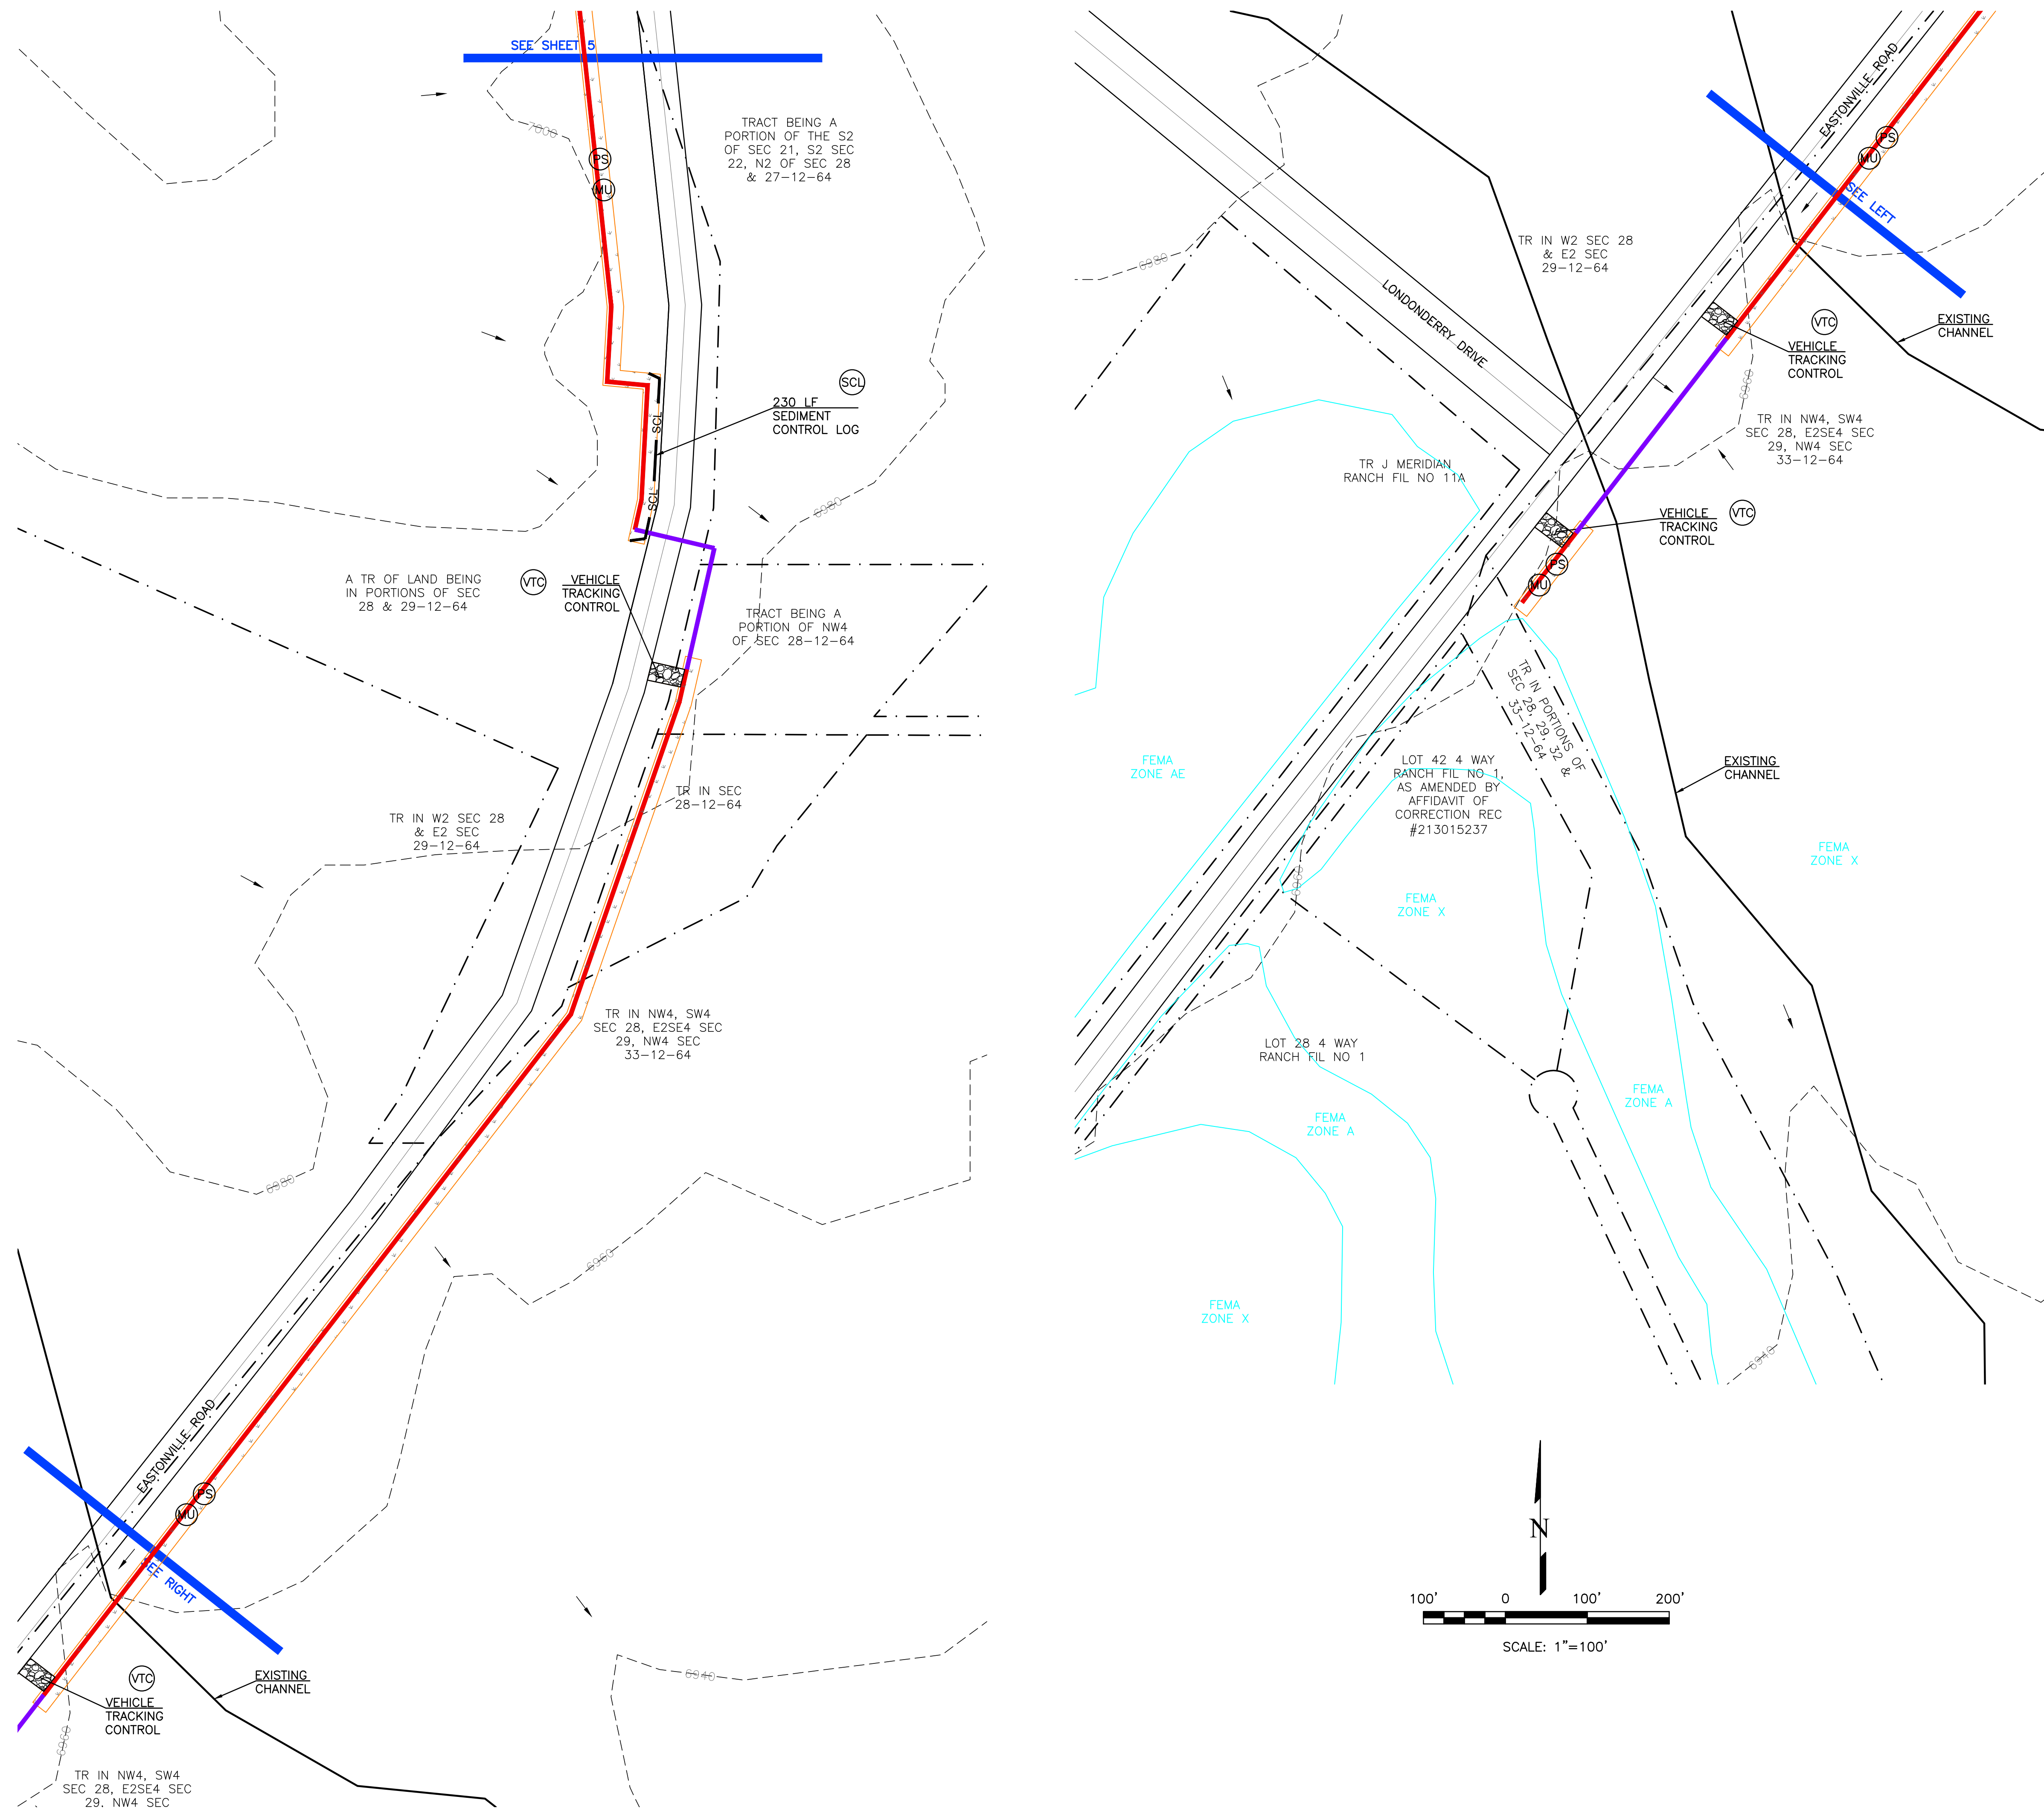 SEE SHEET 5
7000
PS
MU
TRACT BEING A
PORTION OF THE S2
OF SEC 21, S2 SEC
22, N2 OF SEC 28
& 27-12-64
SCL
230 LF
SEDIMENT
CONTROL LOG
SCL
SCL
6980
A TR OF LAND BEING
IN PORTIONS OF SEC
28 & 29-12-64
VTC
VEHICLE
TRACKING
CONTROL
TRACT BEING A
PORTION OF NW4
OF SEC 28-12-64
TR IN SEC
28-12-64
TR IN W2 SEC 28
& E2 SEC
29-12-64
TR IN NW4, SW4
SEC 28, E2SE4 SEC
29, NW4 SEC
33-12-64
6980
6960
EASTONVILLE ROAD
PS
MU
SEE RIGHT
VTC
VEHICLE
TRACKING
CONTROL
EXISTING
CHANNEL
6940
6960
TR IN NW4, SW4
SEC 28, E2SE4 SEC
29, NW4 SEC
EASTONVILLE ROAD
PS
MU
SEE LEFT
TR IN W2 SEC 28
& E2 SEC
29-12-64
6980
LONDONDERRY DRIVE
VTC
VEHICLE
TRACKING
CONTROL
EXISTING
CHANNEL
6960
TR IN NW4, SW4
SEC 28, E2SE4 SEC
29, NW4 SEC
33-12-64
TR J MERIDIAN
RANCH FIL NO 11A
VEHICLE
TRACKING
CONTROL
VTC
PS
MU
TR IN PORTIONS OF
SEC 28, 29, 32 &
33-12-64
FEMA
ZONE AE
LOT 42 4 WAY
RANCH FIL NO 1,
AS AMENDED BY
AFFIDAVIT OF
CORRECTION REC
#213015237
EXISTING
CHANNEL
FEMA
ZONE X
6960
FEMA
ZONE X
LOT 28 4 WAY
RANCH FIL NO 1
FEMA
ZONE A
FEMA
ZONE A
FEMA
ZONE X
6940
N
100' 0 100' 200'
SCALE: 1"=100'